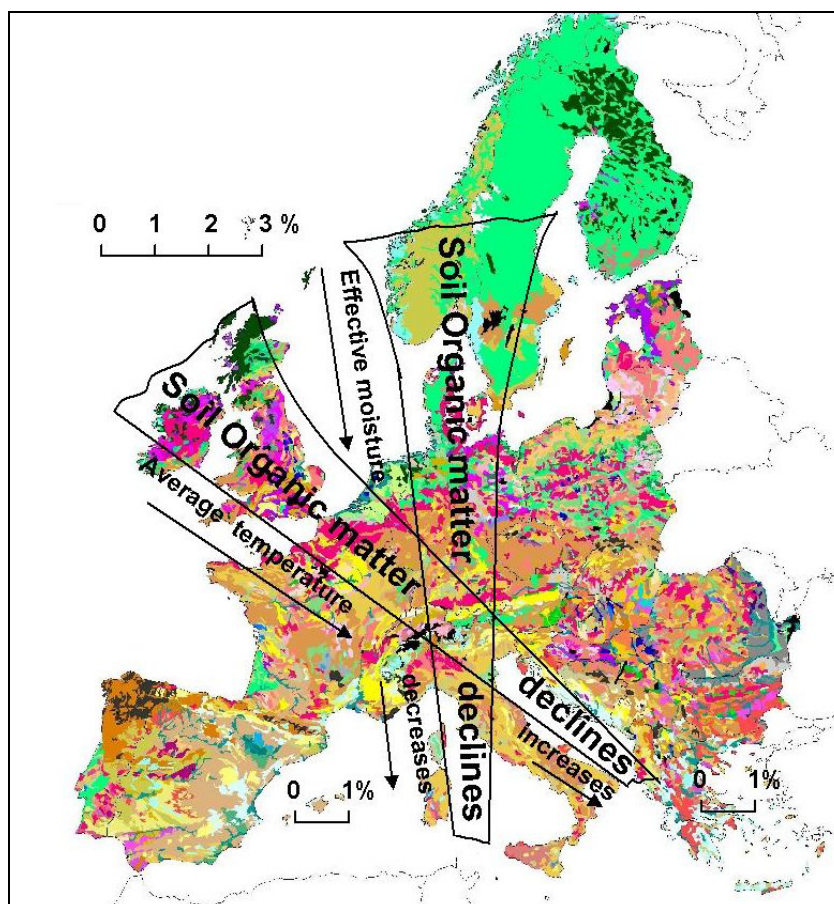 0 1 2 3 %
Soil Organic matter declines
Effective moisture decreases
Soil Organic matter declines
Average temperature increases
0 1%
0 1%